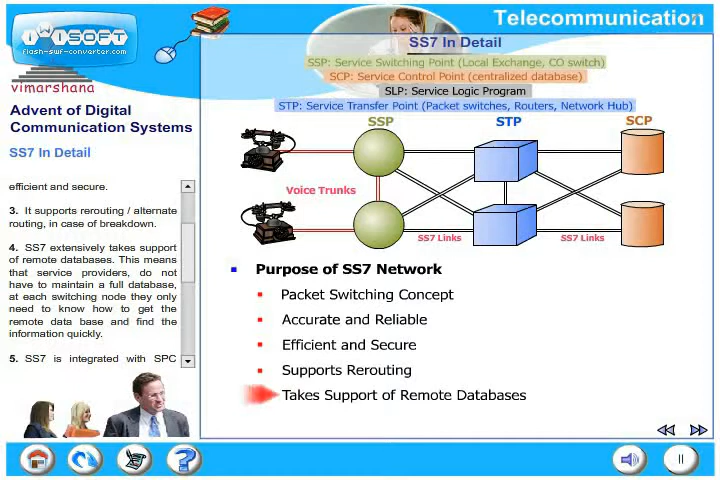 Telecommunication
iWiSOFT
flash-swf-converter.com
vimarshana
Advent of Digital
Communication Systems
SS7 In Detail
efficient and secure.
3. It supports rerouting / alternate
routing, in case of breakdown.
4. SS7 extensively takes support
of remote databases. This means
that service providers, do not
have to maintain a full database,
at each switching node they only
need to know how to get the
remote data base and find the
information quickly.
5. SS7 is integrated with SPC
SS7 In Detail
SSP: Service Switching Point (Local Exchange, CO switch)
SCP: Service Control Point (centralized database)
SLP: Service Logic Program
STP: Service Transfer Point (Packet switches, Routers, Network Hub)
SSP
STP
SCP
Voice Trunks
SS7 Links
SS7 Links
Purpose of SS7 Network
Packet Switching Concept
Accurate and Reliable
Efficient and Secure
Supports Rerouting
Takes Support of Remote Databases